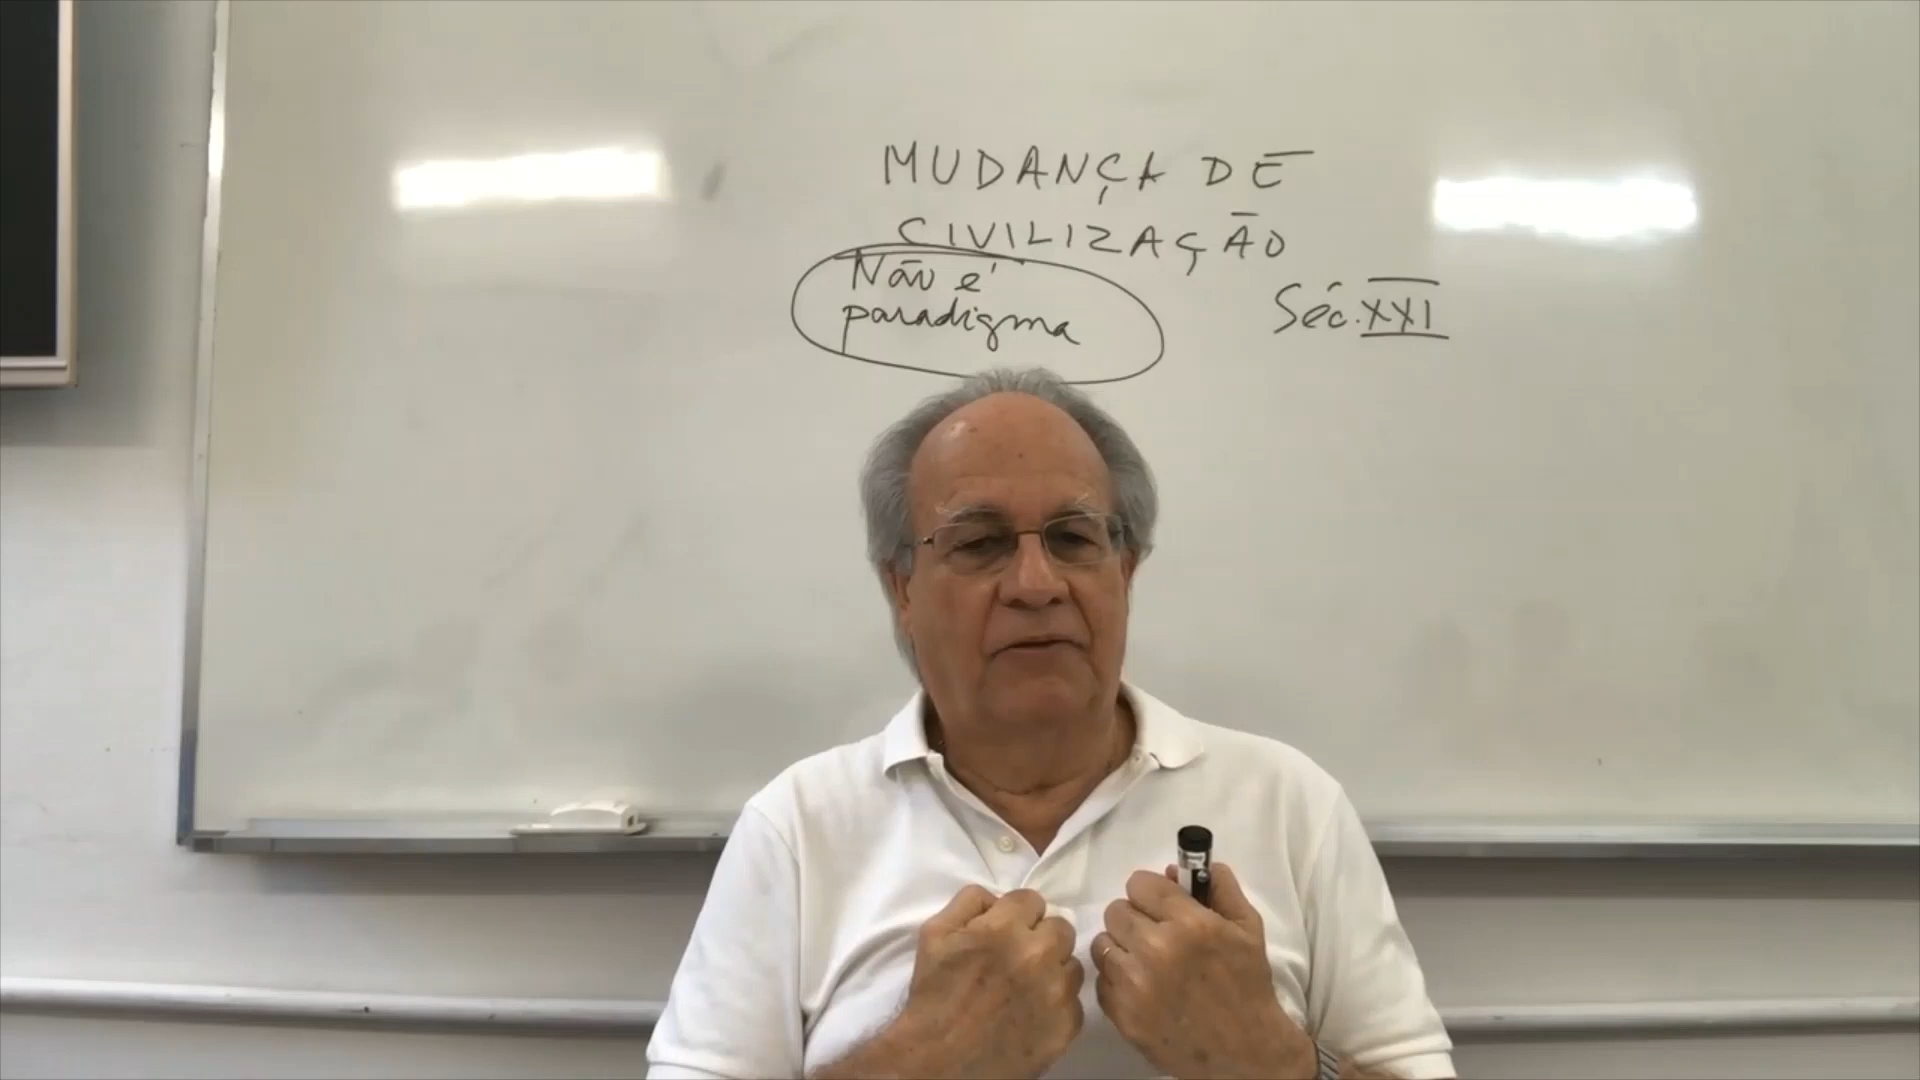 MUDANÇA DE
CIVILIZAÇÃO
Não é
paradigma
Séc. XXI